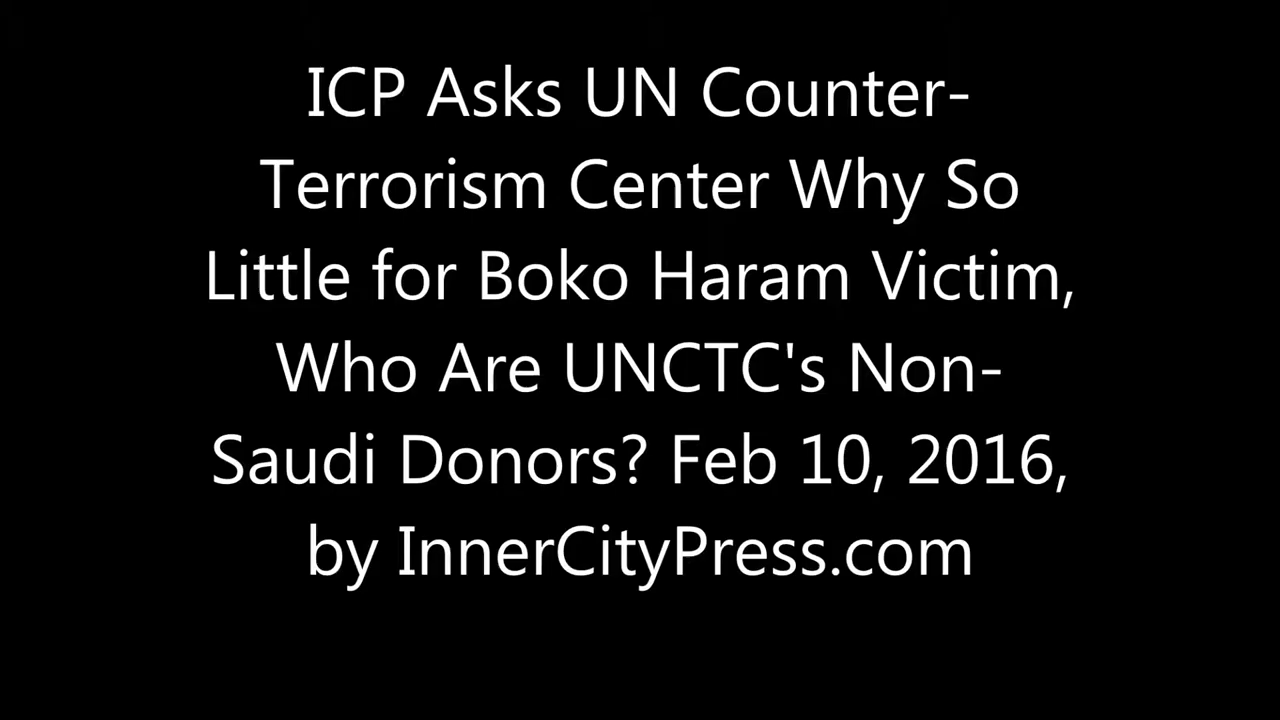 ICP Asks UN Counter-
Terrorism Center Why So
Little for Boko Haram Victim,
Who Are UNCTC's Non-
Saudi Donors? Feb 10, 2016,
by InnerCityPress.com